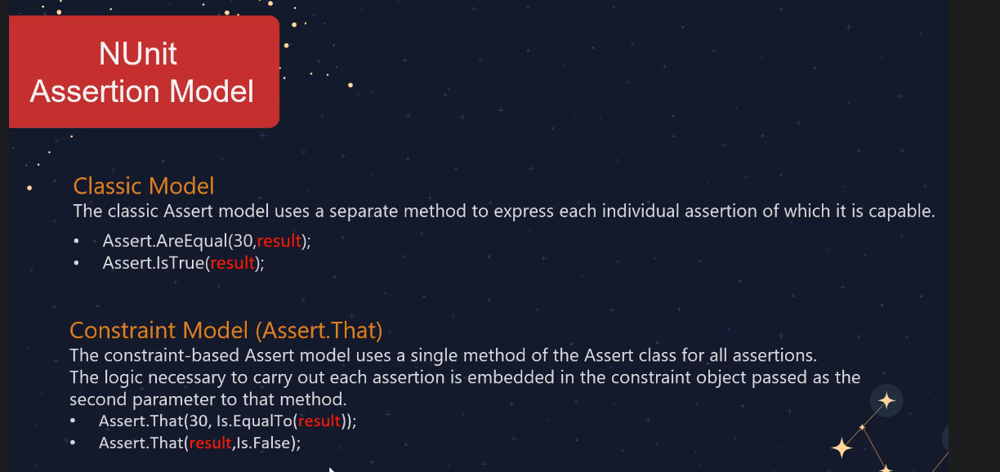 NUnit
Assertion Model
Classic Model
The classic Assert model uses a separate method to express each individual assertion of which it is capable.
• Assert.AreEqual(30,result);
• Assert.IsTrue(result);
Constraint Model (Assert.That)
The constraint-based Assert model uses a single method of the Assert class for all assertions.
The logic necessary to carry out each assertion is embedded in the constraint object passed as the
second parameter to that method.
• Assert.That(30, Is.EqualTo(result));
• Assert.That(result,Is.False);